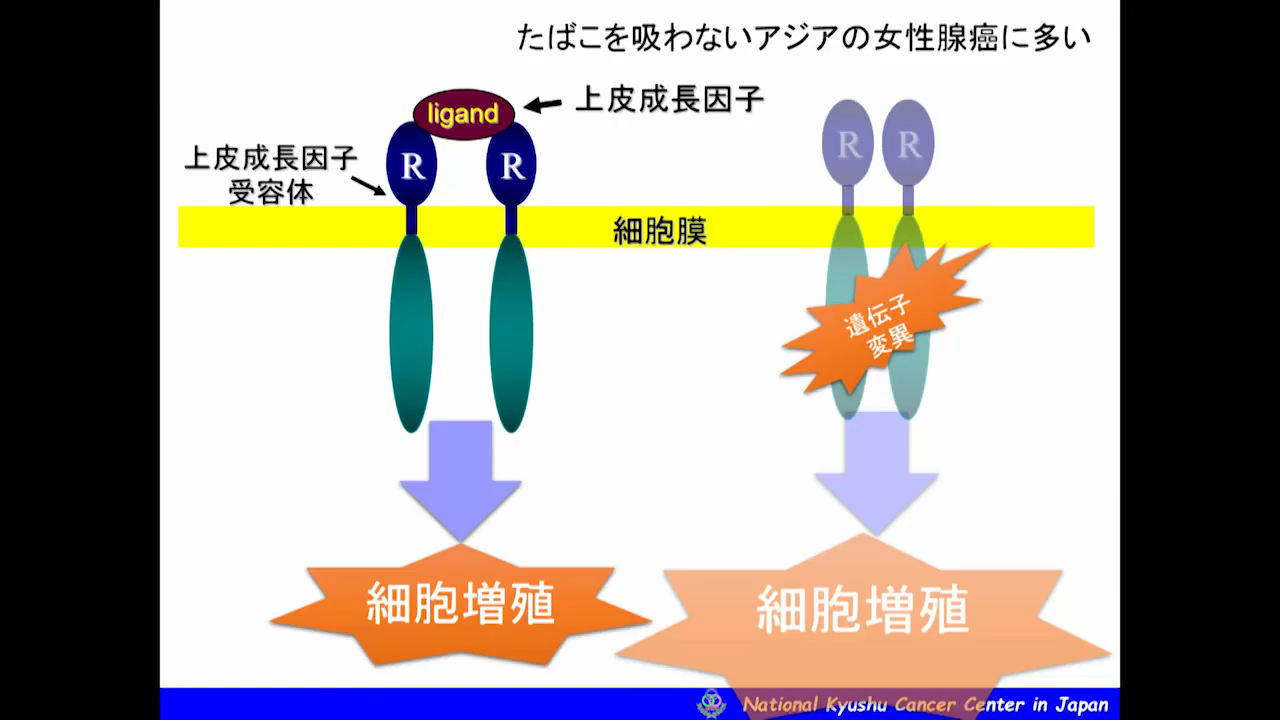 たばこを吸わないアジアの女性腺癌に多い
ligand
上皮成長因子
上皮成長因子
受容体
R
R
R
R
細胞膜
遺伝子
変異
細胞増殖
細胞増殖
National Kyushu Cancer Center in Japan